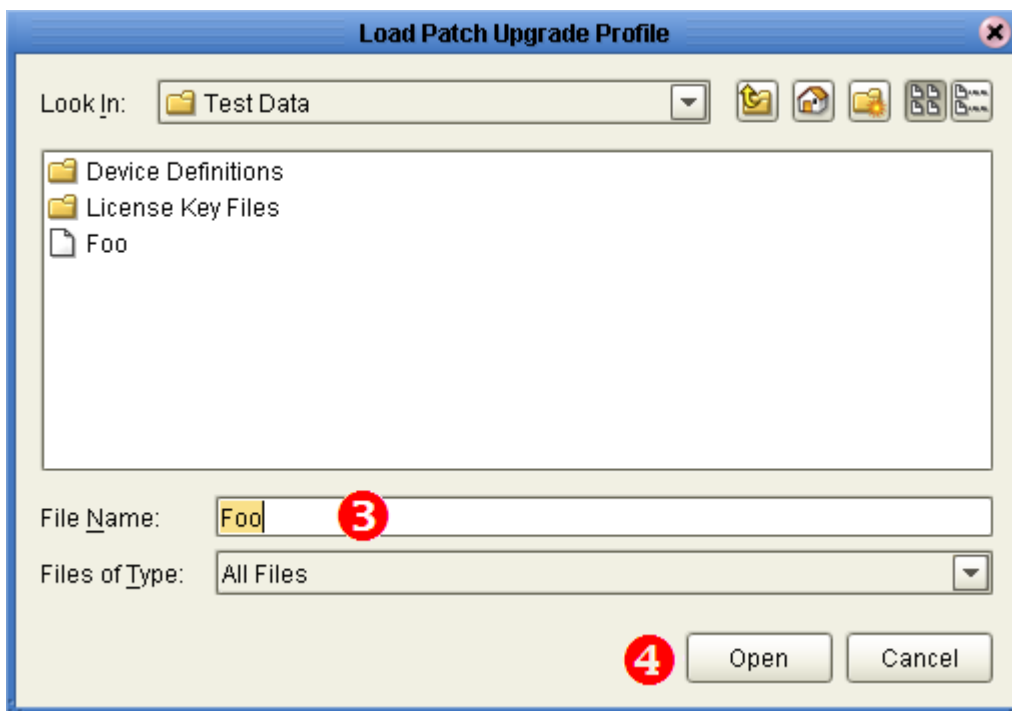 Load Patch Upgrade Profile
Look In: Test Data
Device Definitions
License Key Files
Foo
File Name: Foo 3
Files of Type: All Files
4 Open Cancel